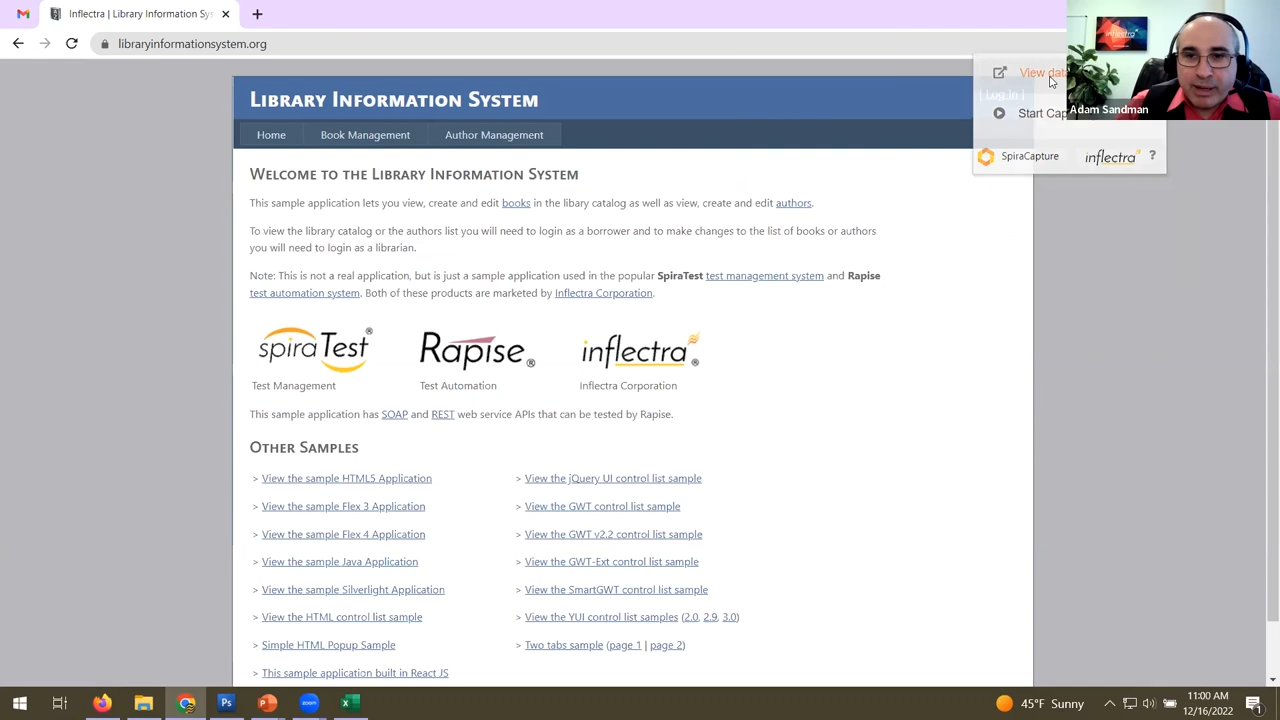 Inflectra | Library Information Sy
libraryinformationsystem.org
View dat
| Log In |
Adam Sandman
Start Cap
SpiraCapture
inflectra
?
inflectra
Library Information System
Home
Book Management
Author Management
Welcome to the Library Information System
This sample application lets you view, create and edit books in the libary catalog as well as view, create and edit authors.
To view the library catalog or the authors list you will need to login as a borrower and to make changes to the list of books or authors
you will need to login as a librarian.
Note: This is not a real application, but is just a sample application used in the popular SpiraTest test management system and Rapise
test automation system. Both of these products are marketed by Inflectra Corporation.
spiraTest®
Rapise®
inflectra®
Test Management
Test Automation
Inflectra Corporation
This sample application has SOAP and REST web service APIs that can be tested by Rapise.
Other Samples
> View the sample HTML5 Application
> View the sample Flex 3 Application
> View the sample Flex 4 Application
> View the sample Java Application
> View the sample Silverlight Application
> View the HTML control list sample
> Simple HTML Popup Sample
> This sample application built in React JS
> View the jQuery UI control list sample
> View the GWT control list sample
> View the GWT v2.2 control list sample
> View the GWT-Ext control list sample
> View the SmartGWT control list sample
> View the YUI control list samples (2.0, 2.9, 3.0)
> Two tabs sample (page 1 | page 2)
Ps
zoom
45°F Sunny
11:00 AM
12/16/2022
1